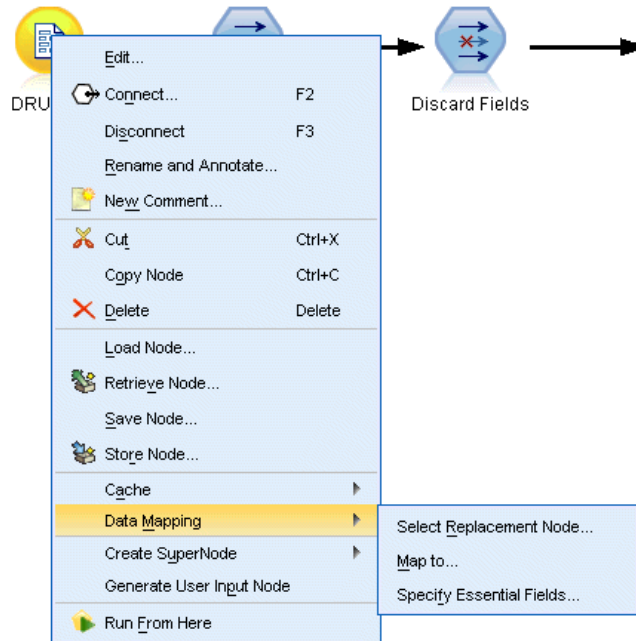 DRU
Discard Fields
Edit...
Connect... F2
Disconnect F3
Rename and Annotate...
New Comment...
Cut Ctrl+X
Copy Node Ctrl+C
Delete Delete
Load Node...
Retrieve Node...
Save Node...
Store Node...
Cache
Data Mapping
Select Replacement Node...
Map to...
Specify Essential Fields...
Create SuperNode
Generate User Input Node
Run From Here